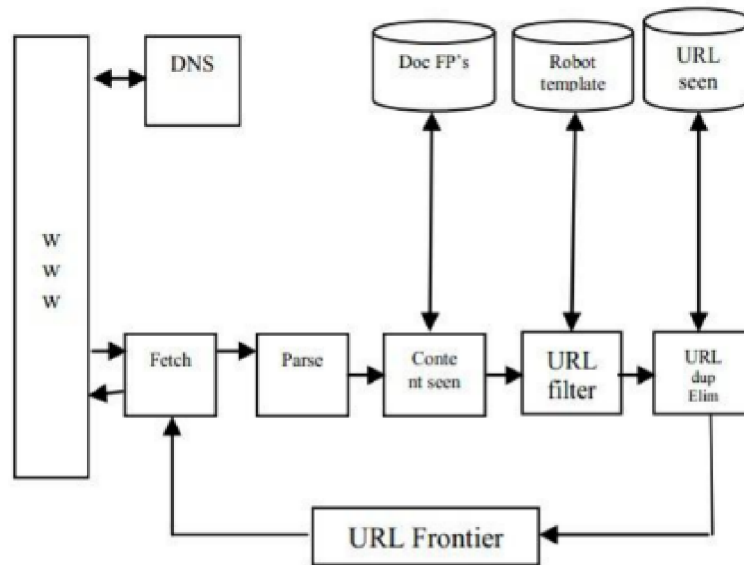 DNS
Doc FP's
Robot
template
URL
seen
W
W
W
Fetch
Parse
Conte
nt seen
URL
filter
URL
dup
Elim
URL Frontier